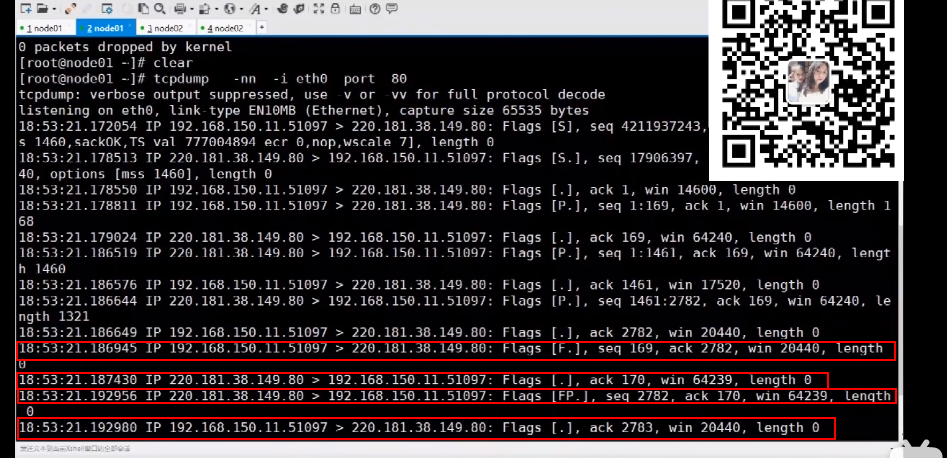 1 node01
2 node01
3 node02
4 node02
+
0 packets dropped by kernel
[root@node01 ~]# clear
[root@node01 ~]# tcpdump   -nn  -i eth0  port  80
tcpdump: verbose output suppressed, use -v or -vv for full protocol decode
listening on eth0, link-type EN10MB (Ethernet), capture size 65535 bytes
18:53:21.172054 IP 192.168.150.11.51097 > 220.181.38.149.80: Flags [S], seq 4211937243,
s 1460,sackOK,TS val 777004894 ecr 0,nop,wscale 7], length 0
18:53:21.178513 IP 220.181.38.149.80 > 192.168.150.11.51097: Flags [S.], seq 17906397,
40, options [mss 1460], length 0
18:53:21.178550 IP 192.168.150.11.51097 > 220.181.38.149.80: Flags [.], ack 1, win 14600, length 0
18:53:21.178811 IP 192.168.150.11.51097 > 220.181.38.149.80: Flags [P.], seq 1:169, ack 1, win 14600, length 1
68
18:53:21.179024 IP 220.181.38.149.80 > 192.168.150.11.51097: Flags [.], ack 169, win 64240, length 0
18:53:21.186519 IP 220.181.38.149.80 > 192.168.150.11.51097: Flags [P.], seq 1:1461, ack 169, win 64240, lengt
h 1460
18:53:21.186576 IP 192.168.150.11.51097 > 220.181.38.149.80: Flags [.], ack 1461, win 17520, length 0
18:53:21.186644 IP 220.181.38.149.80 > 192.168.150.11.51097: Flags [P.], seq 1461:2782, ack 169, win 64240, le
ngth 1321
18:53:21.186649 IP 192.168.150.11.51097 > 220.181.38.149.80: Flags [.], ack 2782, win 20440, length 0
18:53:21.186945 IP 192.168.150.11.51097 > 220.181.38.149.80: Flags [F.], seq 169, ack 2782, win 20440, length
0
18:53:21.187430 IP 220.181.38.149.80 > 192.168.150.11.51097: Flags [.], ack 170, win 64239, length 0
18:53:21.192956 IP 220.181.38.149.80 > 192.168.150.11.51097: Flags [FP.], seq 2782, ack 170, win 64239, length
0
18:53:21.192980 IP 192.168.150.11.51097 > 220.181.38.149.80: Flags [.], ack 2783, win 20440, length 0